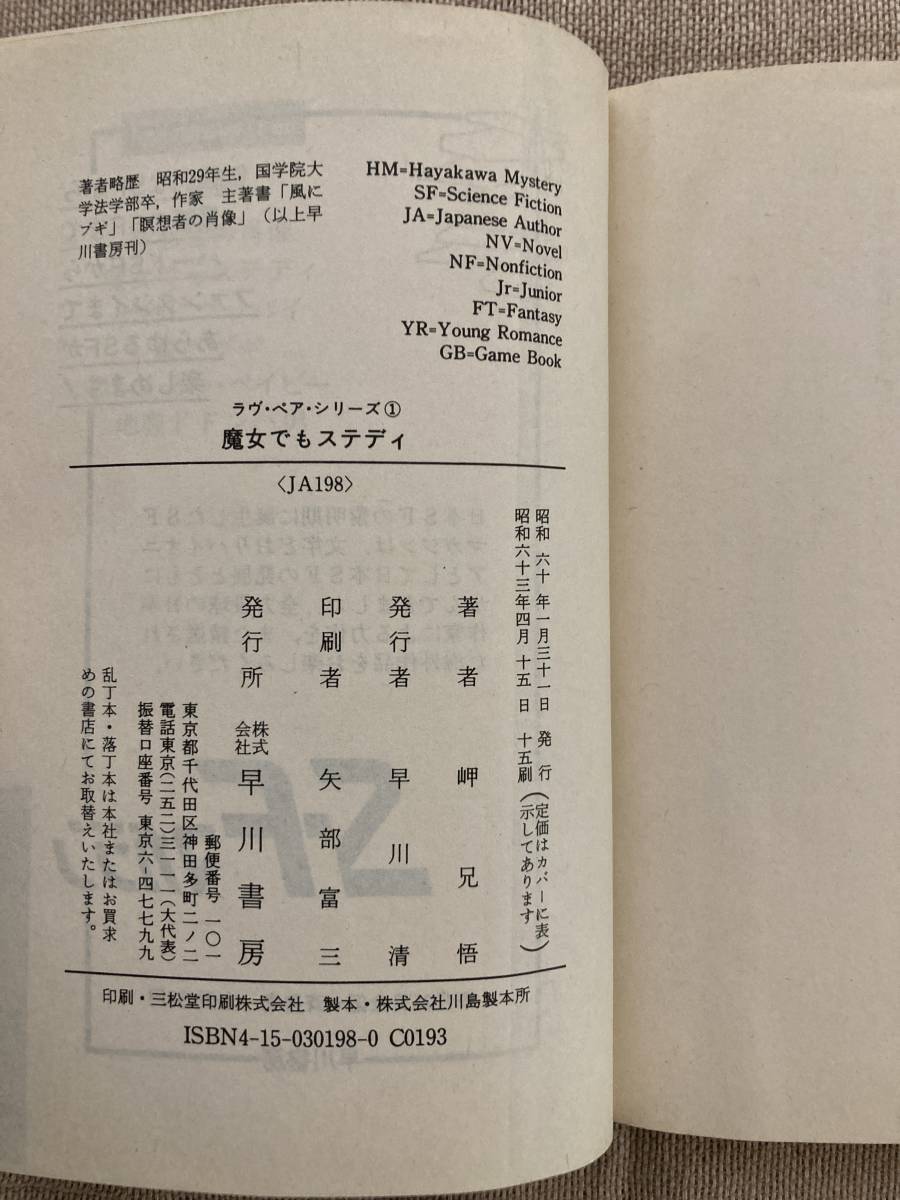 著者略歴 昭和29年生，国学院大
学法学部卒，作家 主著書「風に
ブギ」「瞑想者の肖像」（以上早
川書房刊）
HM=Hayakawa Mystery
SF=Science Fiction
JA=Japanese Author
NV=Novel
NF=Nonfiction
Jr=Junior
FT=Fantasy
YR=Young Romance
GB=Game Book
ラヴ・ペア・シリーズ①
魔女でもステディ
〈JA198〉
昭和六十年一月三十一日 発行
昭和六十三年四月十五日 十五刷
（定価はカバーに表
示してあります）
著者 岬兄悟
発行者 早川清
印刷者 矢部富三
発行所 株式会社 早川書房
郵便番号 一〇一
東京都千代田区神田多町二ノ二
電話東京(二五二)三一一一(大代表)
振替口座番号 東京六-四七七九九
乱丁本・落丁本は本社またはお買求
めの書店にてお取替えいたします。
印刷・三松堂印刷株式会社 製本・株式会社川島製本所
ISBN4-15-030198-0 C0193